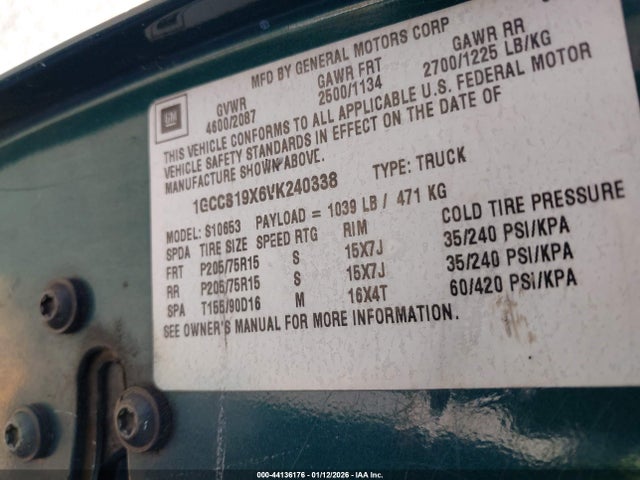 MFD BY GENERAL MOTORS CORP
GVWR GAWR FRT GAWR RR
4600/2087 2500/1134 2700/1225 LB/KG
THIS VEHICLE CONFORMS TO ALL APPLICABLE U.S. FEDERAL MOTOR
VEHICLE SAFETY STANDARDS IN EFFECT ON THE DATE OF
MANUFACTURE SHOWN ABOVE.
1GCCS19X6VK240338 TYPE: TRUCK
MODEL: S10653 PAYLOAD = 1039 LB / 471 KG
SPDA TIRE SIZE SPEED RTG RIM COLD TIRE PRESSURE
FRT P205/75R15 S 15X7J 35/240 PSI/KPA
RR P205/75R15 S 15X7J 35/240 PSI/KPA
SPA T155/90D16 M 16X4T 60/420 PSI/KPA
SEE OWNER'S MANUAL FOR MORE INFORMATION.
GM
000-44136176 - 01/12/2026 - IAA Inc.